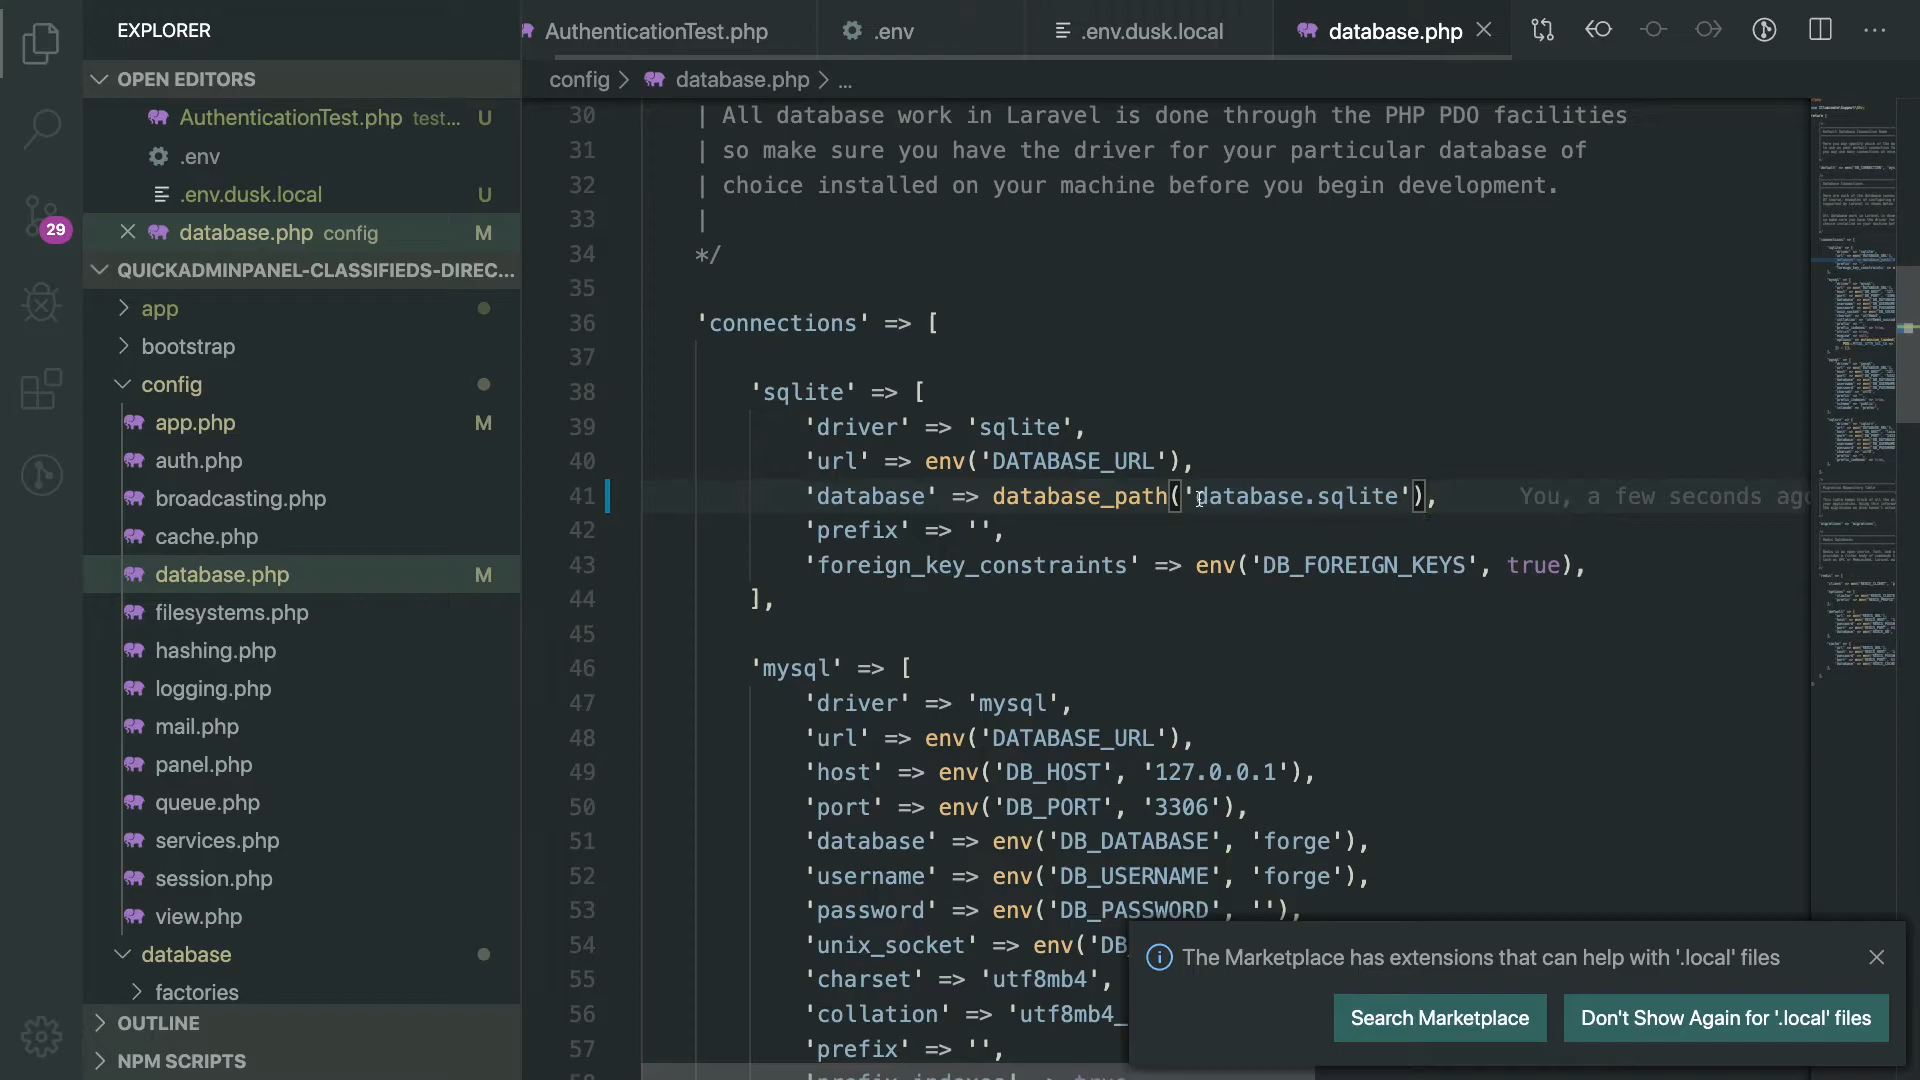 EXPLORER
OPEN EDITORS
AuthenticationTest.php test... U
.env
.env.dusk.local U
database.php config M
QUICKADMINPANEL-CLASSIFIEDS-DIREC...
app
bootstrap
config
app.php M
auth.php
broadcasting.php
cache.php
database.php M
filesystems.php
hashing.php
logging.php
mail.php
panel.php
queue.php
services.php
session.php
view.php
database
factories
OUTLINE
NPM SCRIPTS
29
AuthenticationTest.php .env .env.dusk.local database.php
config > database.php > ...
30 | All database work in Laravel is done through the PHP PDO facilities
31 | so make sure you have the driver for your particular database of
32 | choice installed on your machine before you begin development.
33 |
34 */
35
36 'connections' => [
37
38 'sqlite' => [
39 'driver' => 'sqlite',
40 'url' => env('DATABASE_URL'),
41 'database' => database_path('database.sqlite'), You, a few seconds ago
42 'prefix' => '',
43 'foreign_key_constraints' => env('DB_FOREIGN_KEYS', true),
44 ],
45
46 'mysql' => [
47 'driver' => 'mysql',
48 'url' => env('DATABASE_URL'),
49 'host' => env('DB_HOST', '127.0.0.1'),
50 'port' => env('DB_PORT', '3306'),
51 'database' => env('DB_DATABASE', 'forge'),
52 'username' => env('DB_USERNAME', 'forge'),
53 'password' => env('DB_PASSWORD', ''),
54 'unix_socket' => env('DB_
55 'charset' => 'utf8mb4',
56 'collation' => 'utf8mb4_
57 'prefix' => '',
The Marketplace has extensions that can help with '.local' files
Search Marketplace
Don't Show Again for '.local' files